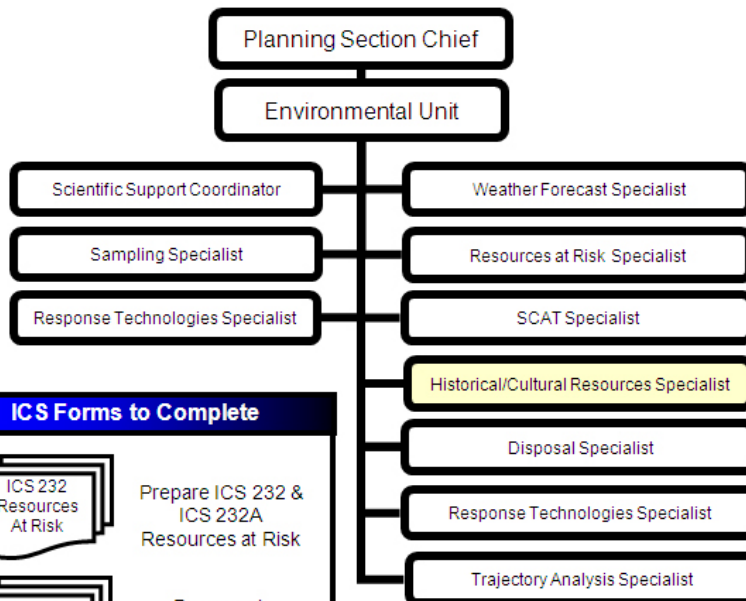 Planning Section Chief
Environmental Unit
Scientific Support Coordinator
Weather Forecast Specialist
Sampling Specialist
Resources at Risk Specialist
Response Technologies Specialist
SCAT Specialist
Historical/Cultural Resources Specialist
Disposal Specialist
Response Technologies Specialist
Trajectory Analysis Specialist
ICS Forms to Complete
ICS 232
Resources
At Risk
Prepare ICS 232 &
ICS 232A
Resources at Risk